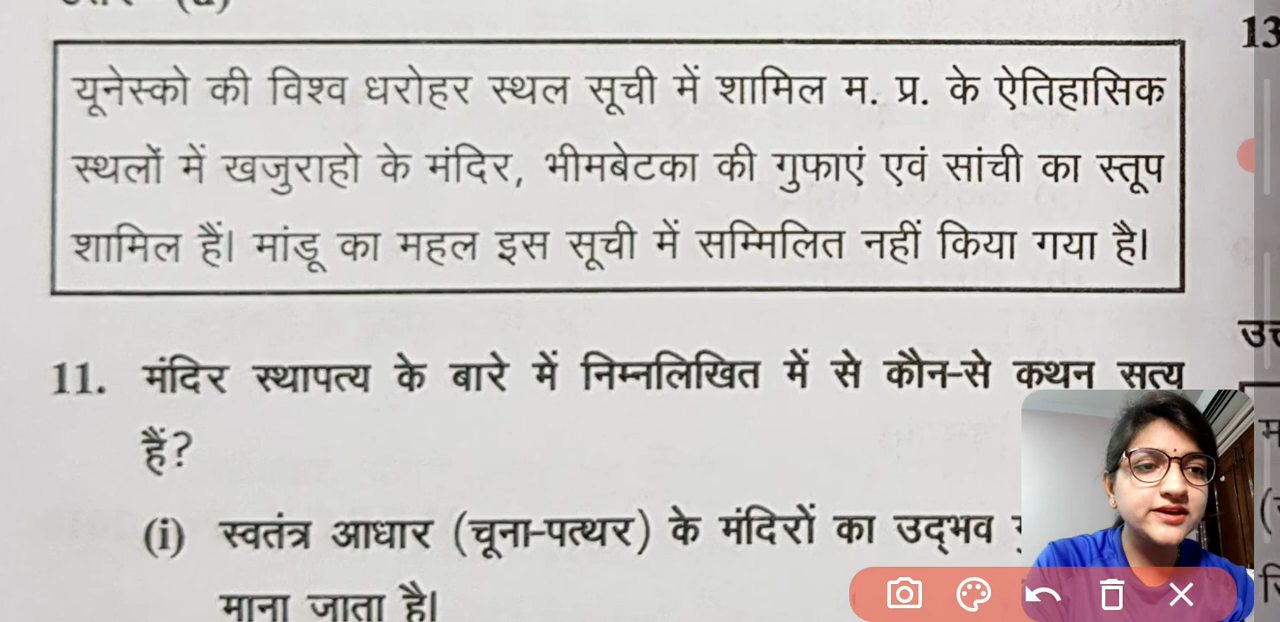 यूनेस्को की विश्व धरोहर स्थल सूची में शामिल म. प्र. के ऐतिहासिक
स्थलों में खजुराहो के मंदिर, भीमबेटका की गुफाएं एवं सांची का स्तूप
शामिल हैं। मांडू का महल इस सूची में सम्मिलित नहीं किया गया है।
11. मंदिर स्थापत्य के बारे में निम्नलिखित में से कौन-से कथन सत्य
हैं?
(i) स्वतंत्र आधार (चूना-पत्थर) के मंदिरों का उद्‌भव
माना जाता है।
13